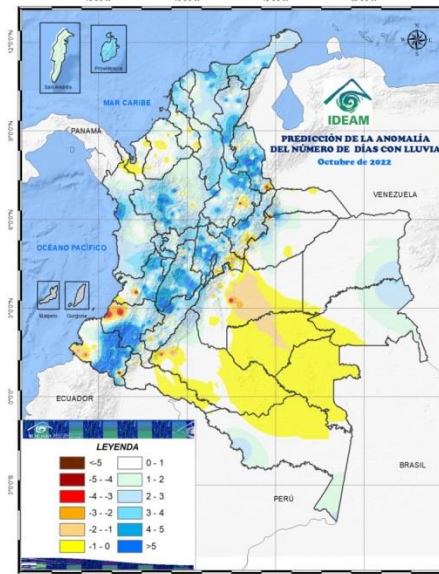 San Andrés
Providencia
MAR CARIBE
PANAMÁ
IDEAM
PREDICCIÓN DE LA ANOMALÍA
DEL NÚMERO DE DÍAS CON LLUVIA
Octubre de 2022
VENEZUELA
OCÉANO PACÍFICO
Malpelo
Gorgona
ECUADOR
BRASIL
PERÚ
LEYENDA
<-5
-5 - -4
-4 - -3
-3 - -2
-2 - -1
-1 - 0
0 - 1
1 - 2
2 - 3
3 - 4
4 - 5
>5